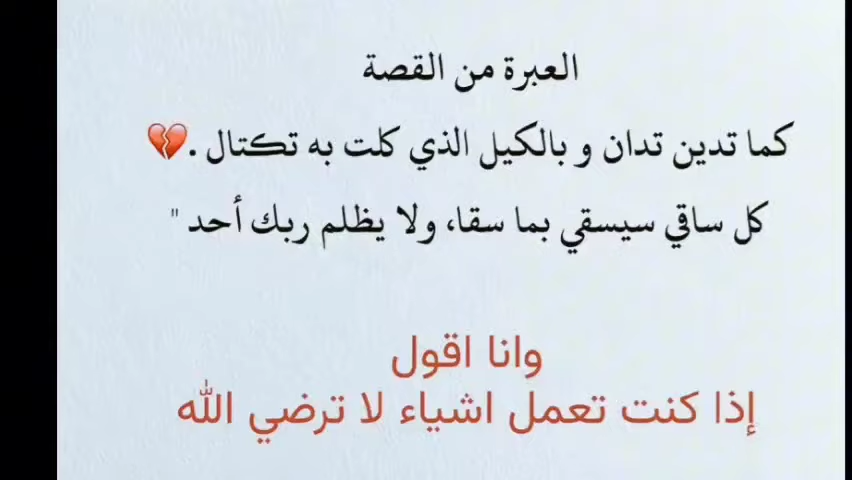 العبرة من القصة
كما تدين تدان و بالكيل الذي كلت به تكتال .💔
كل ساقي سيسقي بما سقا، ولا يظلم ربك أحد "
وانا اقول
إذا كنت تعمل اشياء لا ترضي الله